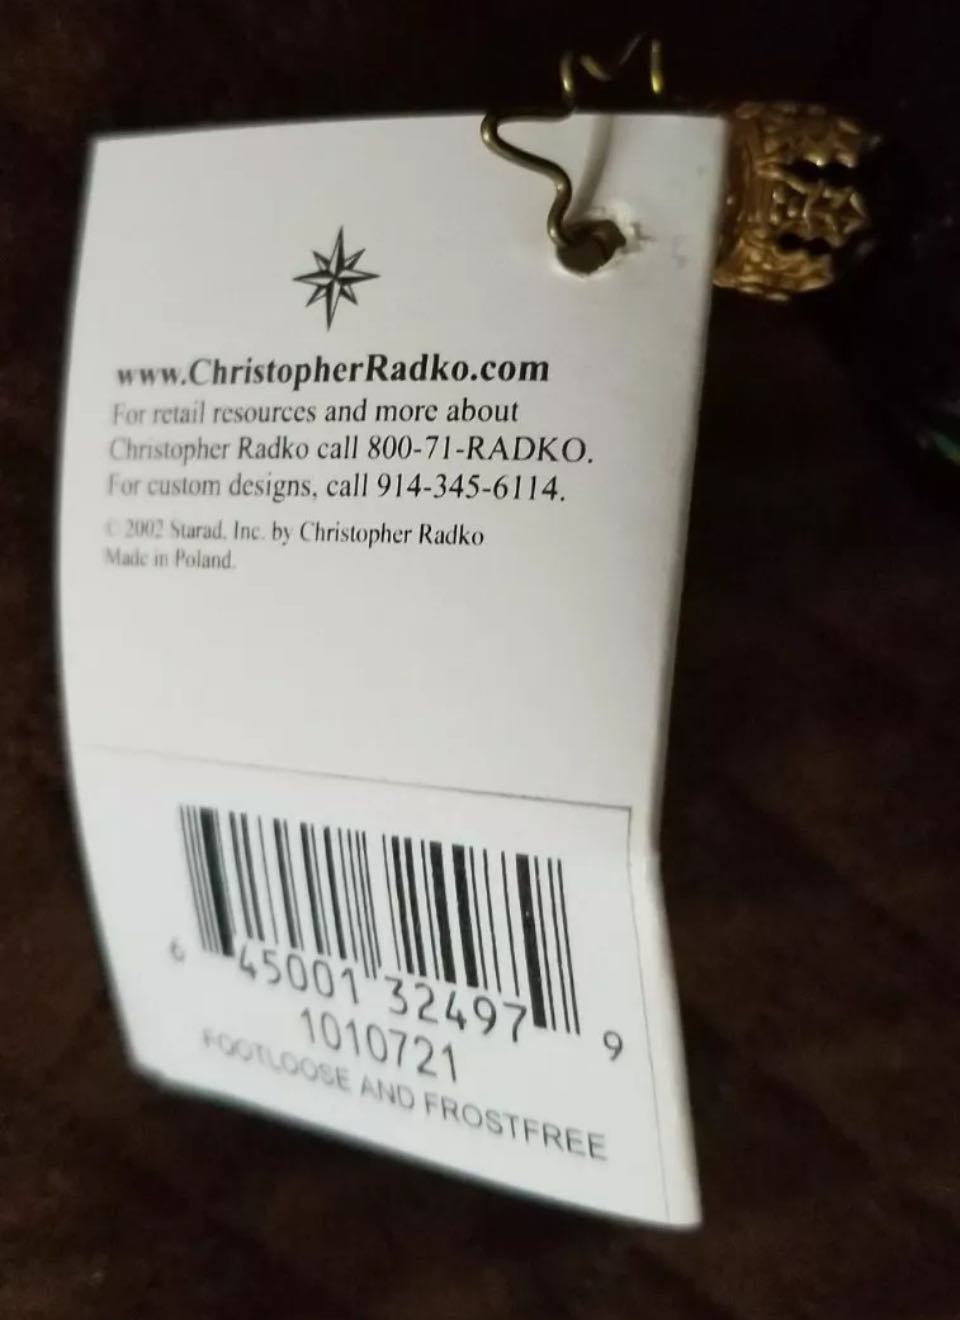 www.ChristopherRadko.com
For retail resources and more about
Christopher Radko call 800-71-RADKO.
For custom designs, call 914-345-6114.
© 2002 Starad, Inc. by Christopher Radko
Made in Poland.
6 45001 32497 9
1010721
FOOTLOOSE AND FROSTFREE